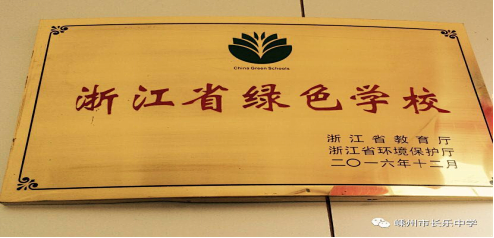 China Green Schools
浙江省绿色学校
浙江省教育厅
浙江省环境保护厅
二〇一六年十二月
嵊州市长乐中学